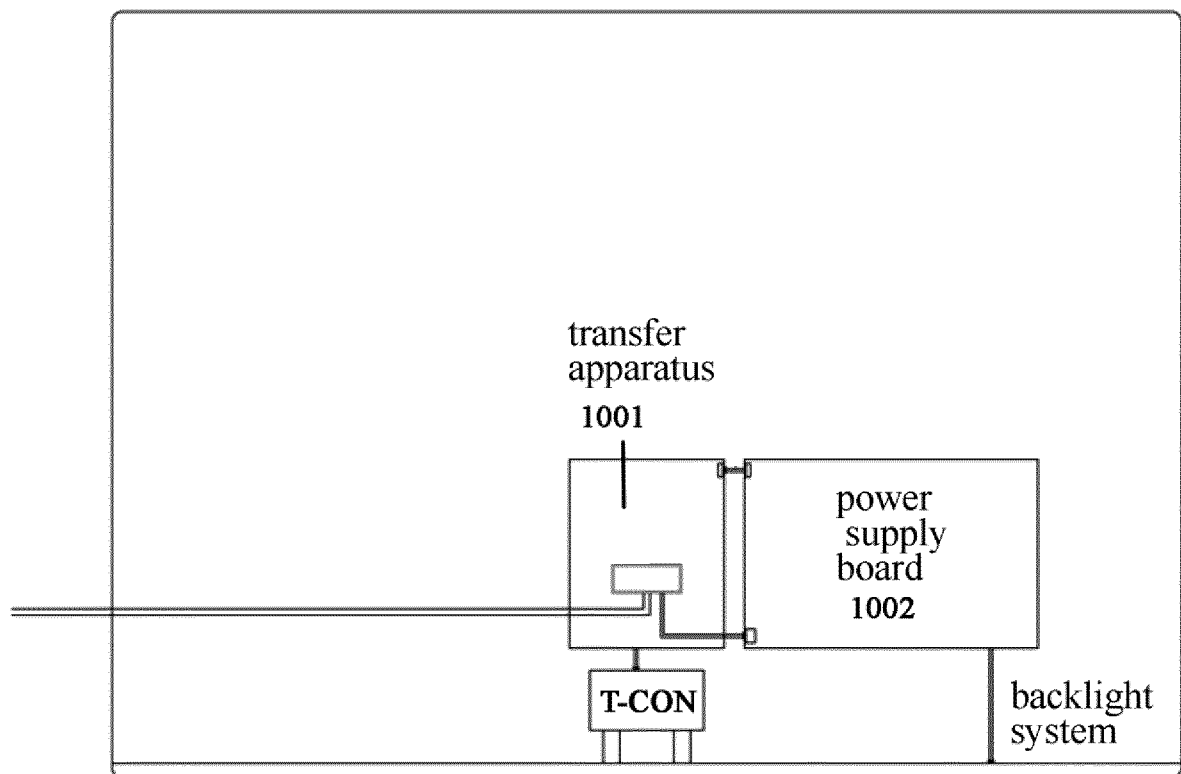 transfer
apparatus
1001
power
supply
board
1002
T-CON
backlight
system